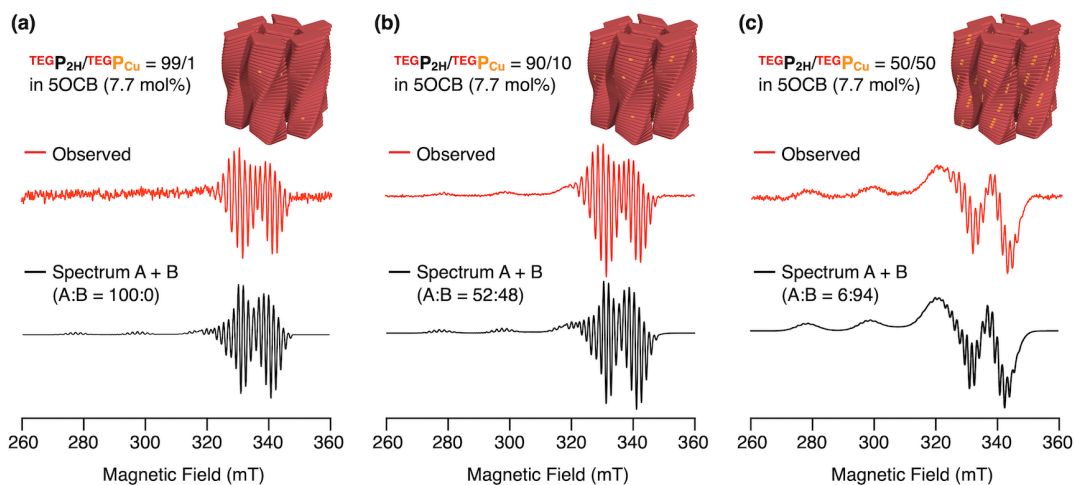 (a)
TEGP2H/TEGPCu = 99/1
in 5OCB (7.7 mol%)
Observed
Spectrum A + B
(A:B = 100:0)
260 280 300 320 340 360
Magnetic Field (mT)
(b)
TEGP2H/TEGPCu = 90/10
in 5OCB (7.7 mol%)
Observed
Spectrum A + B
(A:B = 52:48)
260 280 300 320 340 360
Magnetic Field (mT)
(c)
TEGP2H/TEGPCu = 50/50
in 5OCB (7.7 mol%)
Observed
Spectrum A + B
(A:B = 6:94)
260 280 300 320 340 360
Magnetic Field (mT)